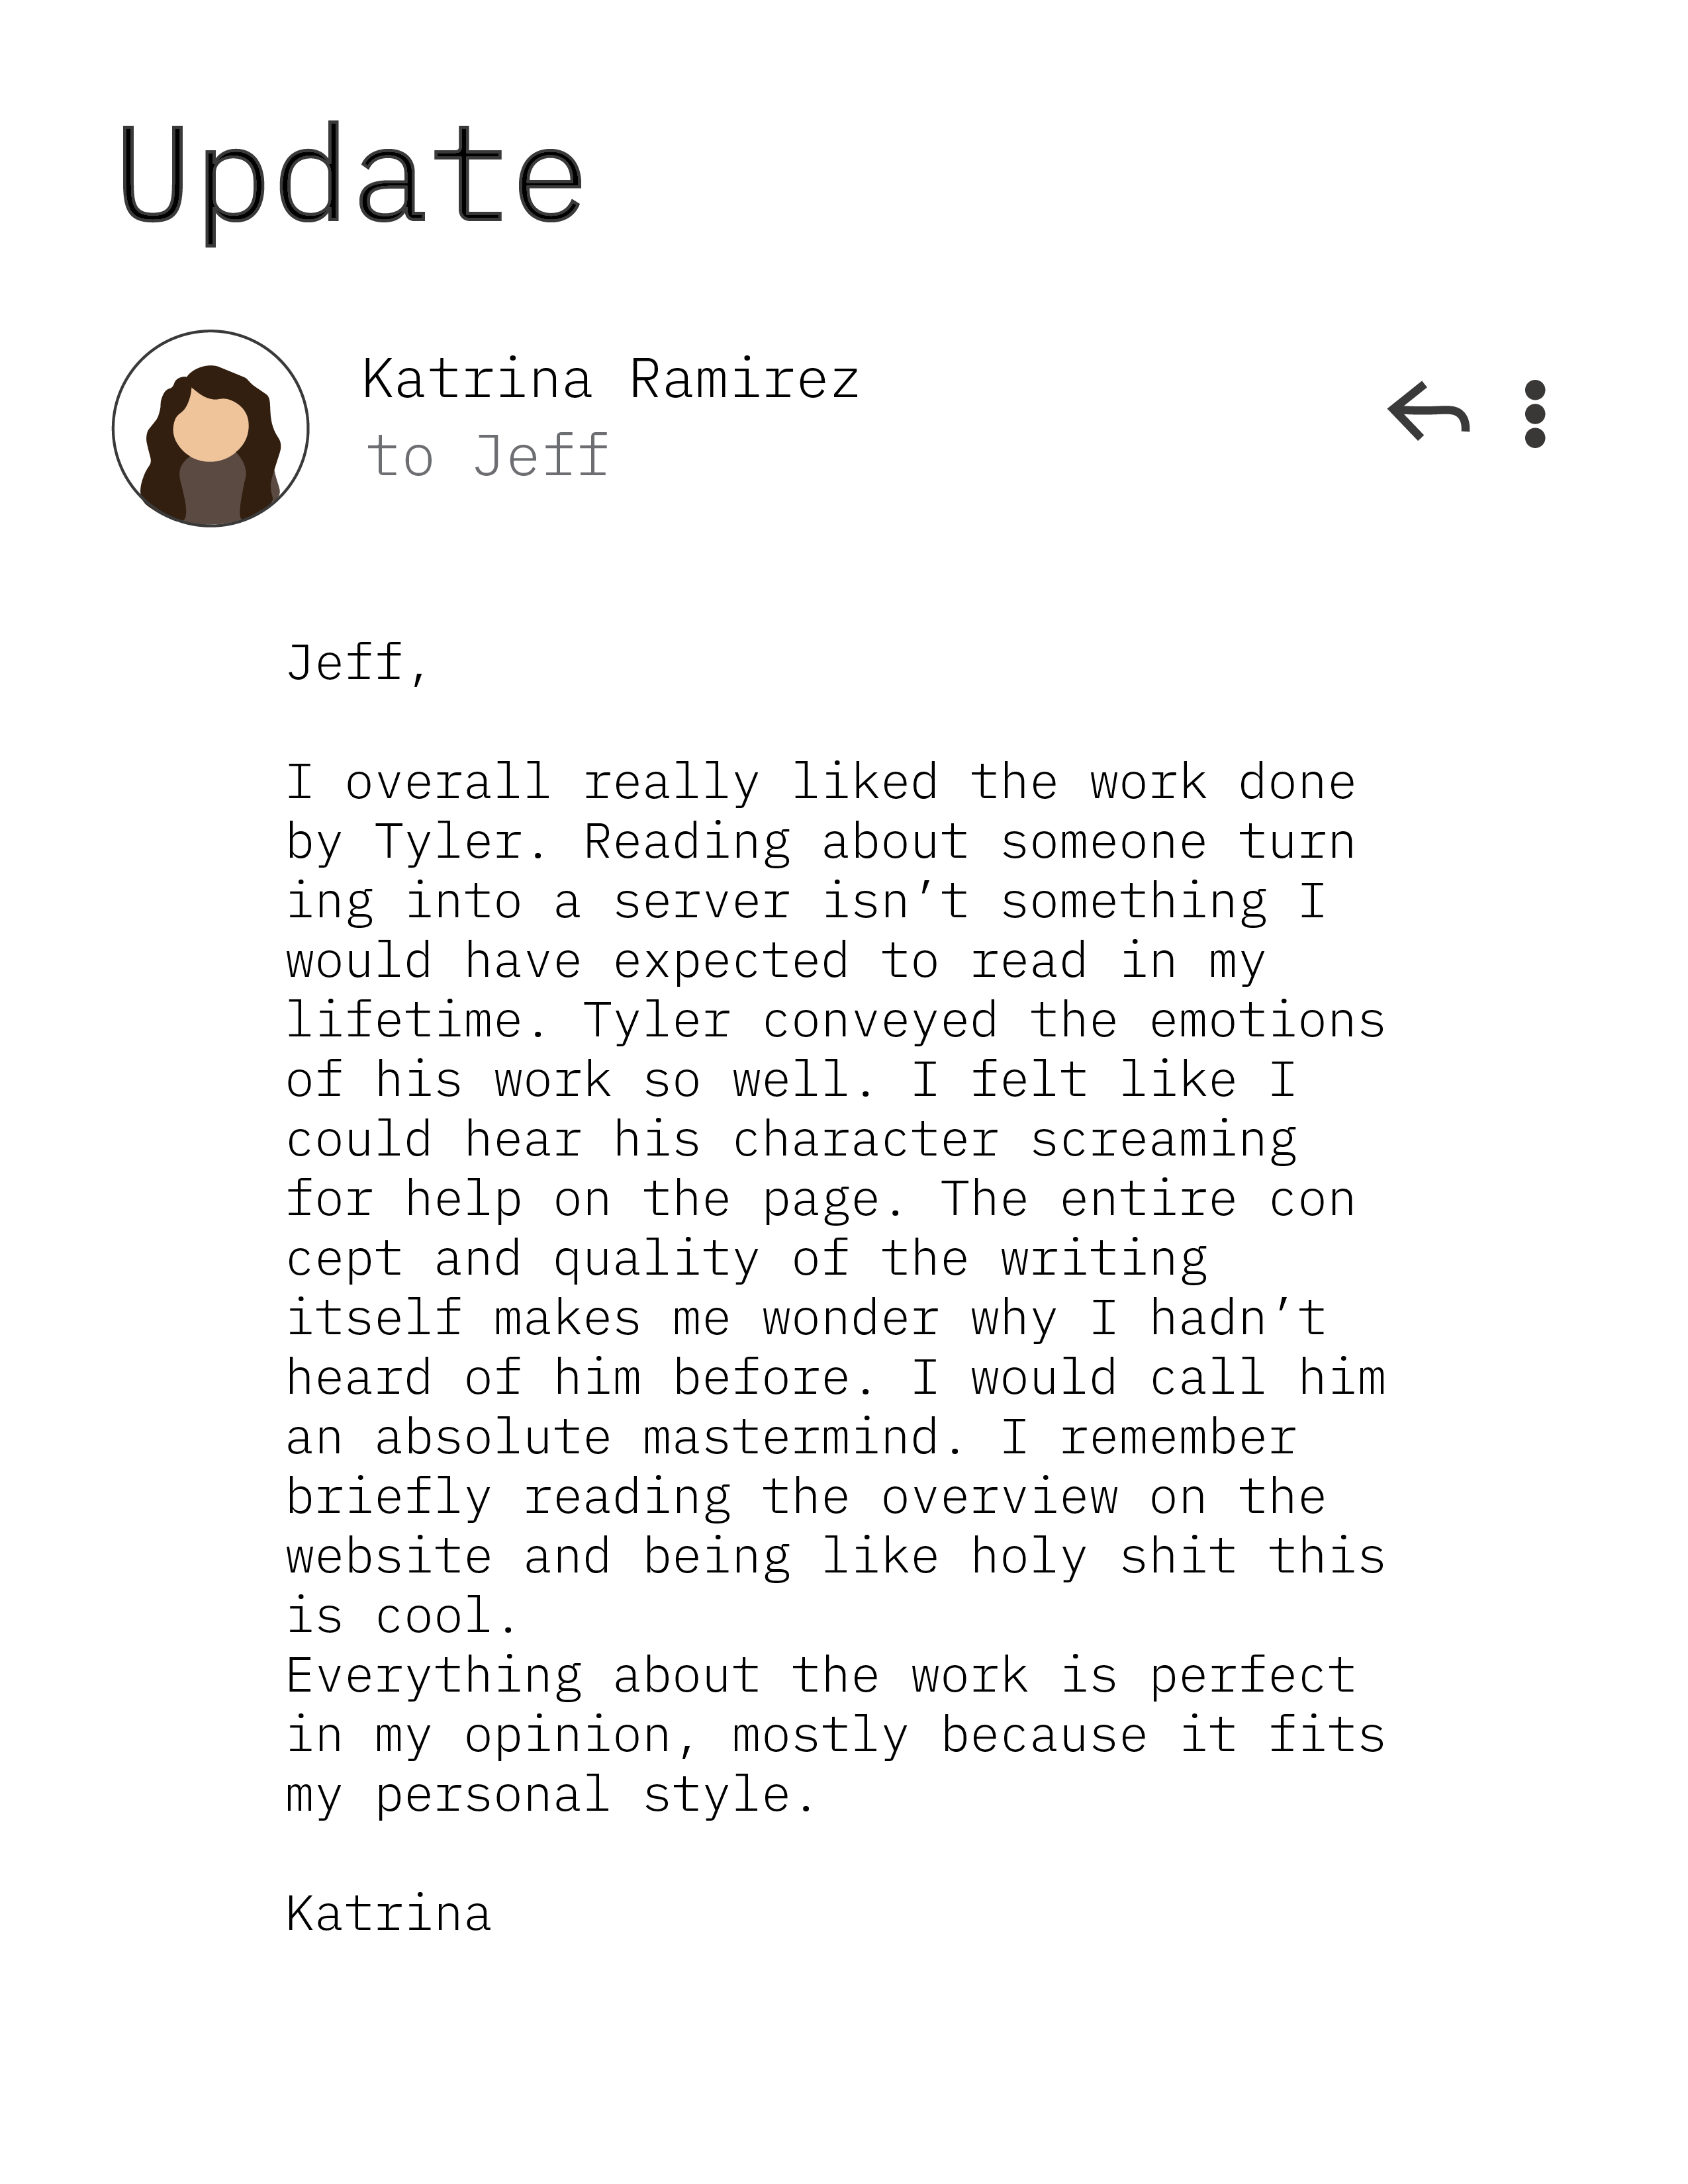 Update
Katrina Ramirez
to Jeff
Jeff,
I overall really liked the work done
by Tyler. Reading about someone turn
ing into a server isn’t something I
would have expected to read in my
lifetime. Tyler conveyed the emotions
of his work so well. I felt like I
could hear his character screaming
for help on the page. The entire con
cept and quality of the writing
itself makes me wonder why I hadn’t
heard of him before. I would call him
an absolute mastermind. I remember
briefly reading the overview on the
website and being like holy shit this
is cool.
Everything about the work is perfect
in my opinion, mostly because it fits
my personal style.
Katrina